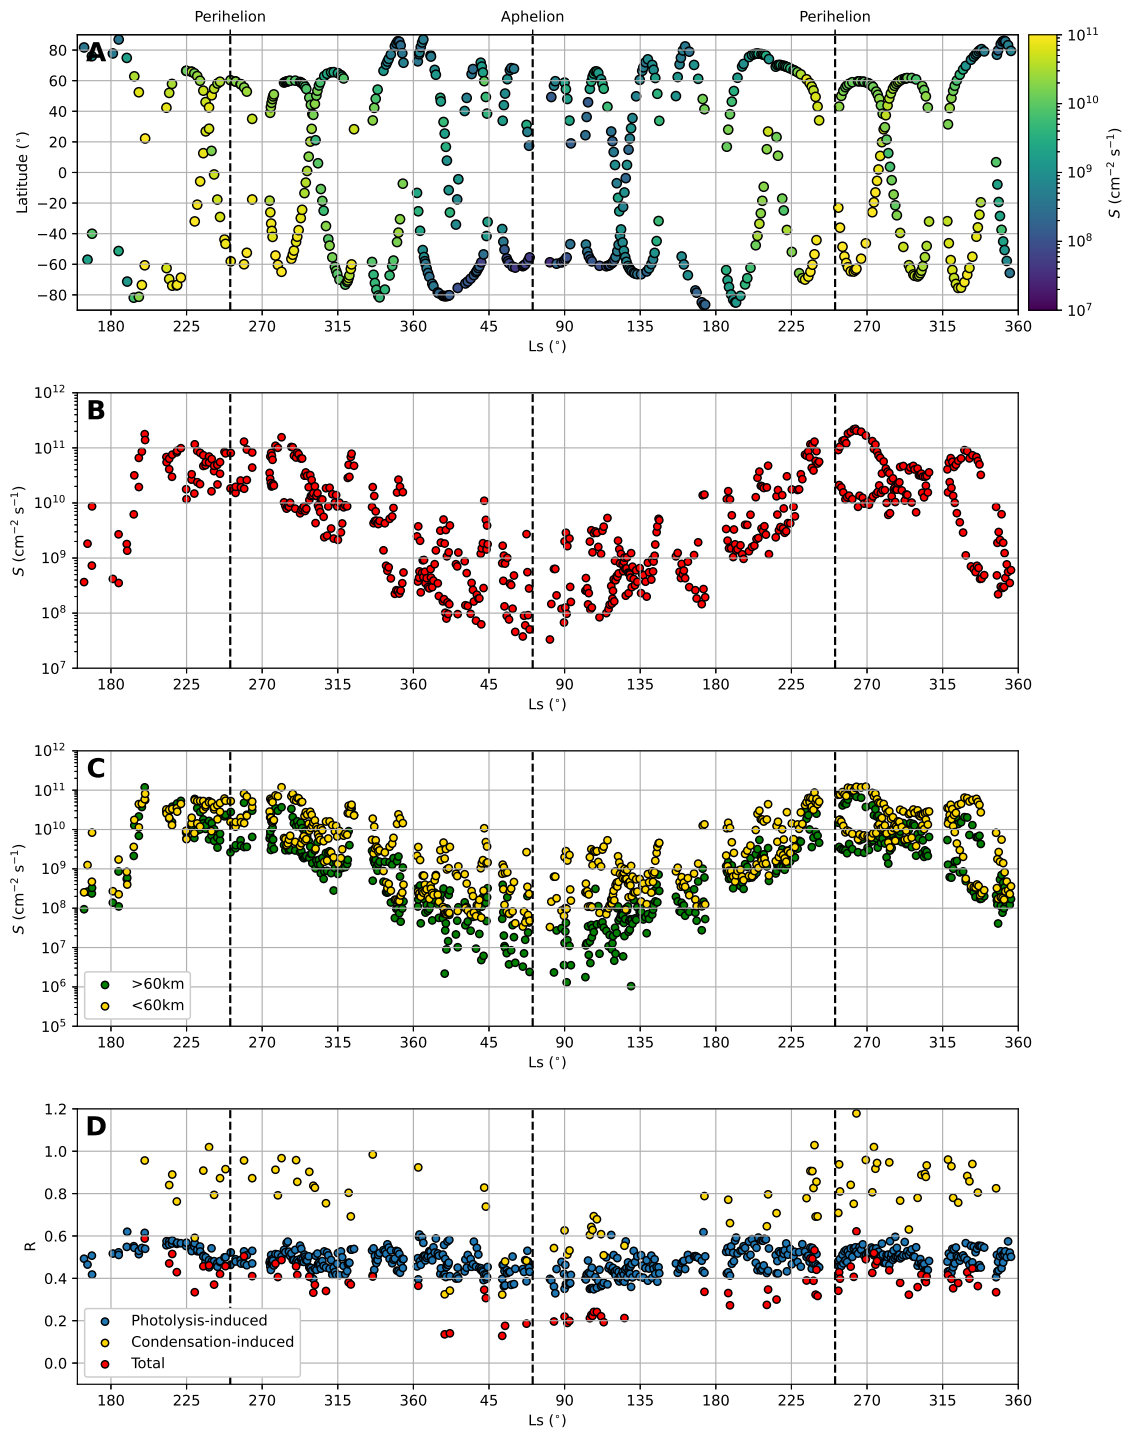 Perihelion Aphelion Perihelion
A
80
60
40
20
0
−20
−40
−60
−80
Latitude (°)
180 225 270 315 360 45 90 135 180 225 270 315 360
Ls (°)
10¹¹
10¹⁰
10⁹
10⁸
10⁷
S (cm⁻² s⁻¹)
B
10¹²
10¹¹
10¹⁰
10⁹
10⁸
10⁷
S (cm⁻² s⁻¹)
180 225 270 315 360 45 90 135 180 225 270 315 360
Ls (°)
C
10¹²
10¹¹
10¹⁰
10⁹
10⁸
10⁷
10⁶
10⁵
S (cm⁻² s⁻¹)
>60km
<60km
180 225 270 315 360 45 90 135 180 225 270 315 360
Ls (°)
D
1.2
1.0
0.8
0.6
0.4
0.2
0.0
R
Photolysis-induced
Condensation-induced
Total
180 225 270 315 360 45 90 135 180 225 270 315 360
Ls (°)